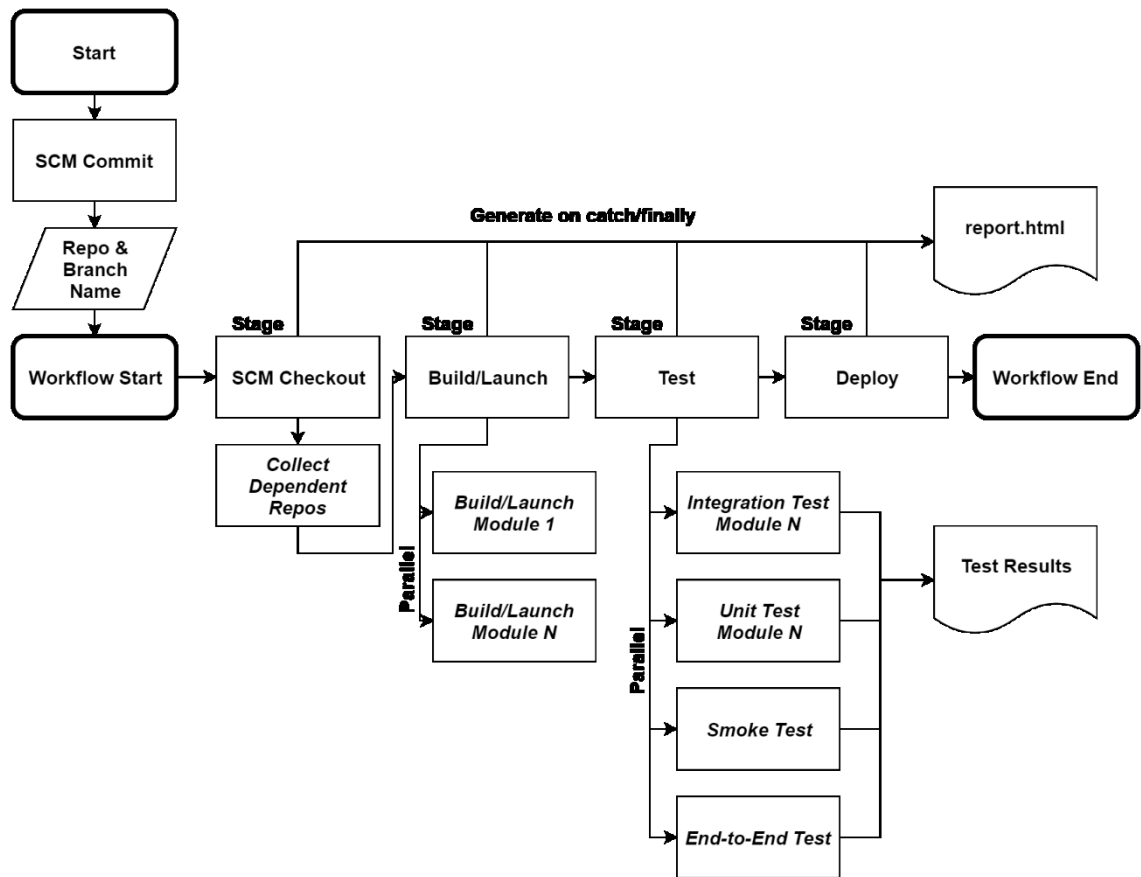 Start
SCM Commit
Repo &
Branch
Name
Generate on catch/finally
report.html
Stage
Stage
Stage
Stage
Workflow Start
SCM Checkout
Build/Launch
Test
Deploy
Workflow End
Collect
Dependent
Repos
Parallel
Build/Launch
Module 1
Build/Launch
Module N
Parallel
Integration Test
Module N
Unit Test
Module N
Smoke Test
End-to-End Test
Test Results